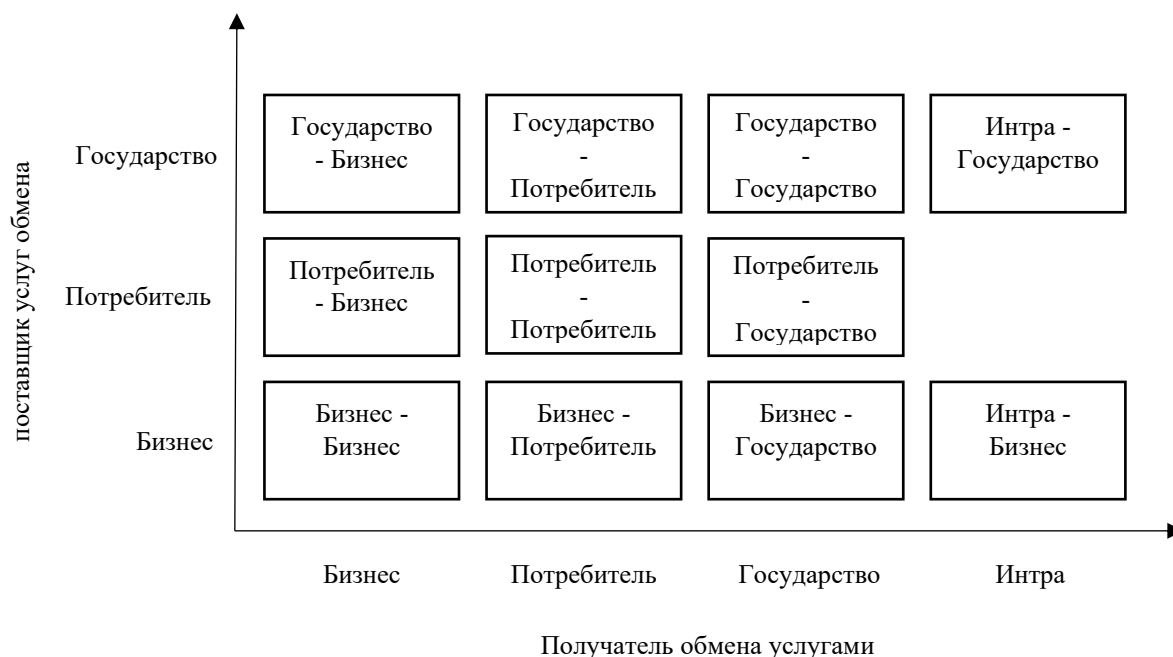 поставщик услуг обмена
Государство
Государство
- Бизнес
Государство
-
Потребитель
Государство
-
Государство
Интра -
Государство
Потребитель
Потребитель
- Бизнес
Потребитель
-
Потребитель
Потребитель
-
Государство
Бизнес
Бизнес -
Бизнес
Бизнес -
Потребитель
Бизнес -
Государство
Интра -
Бизнес
Бизнес
Потребитель
Государство
Интра
Получатель обмена услугами